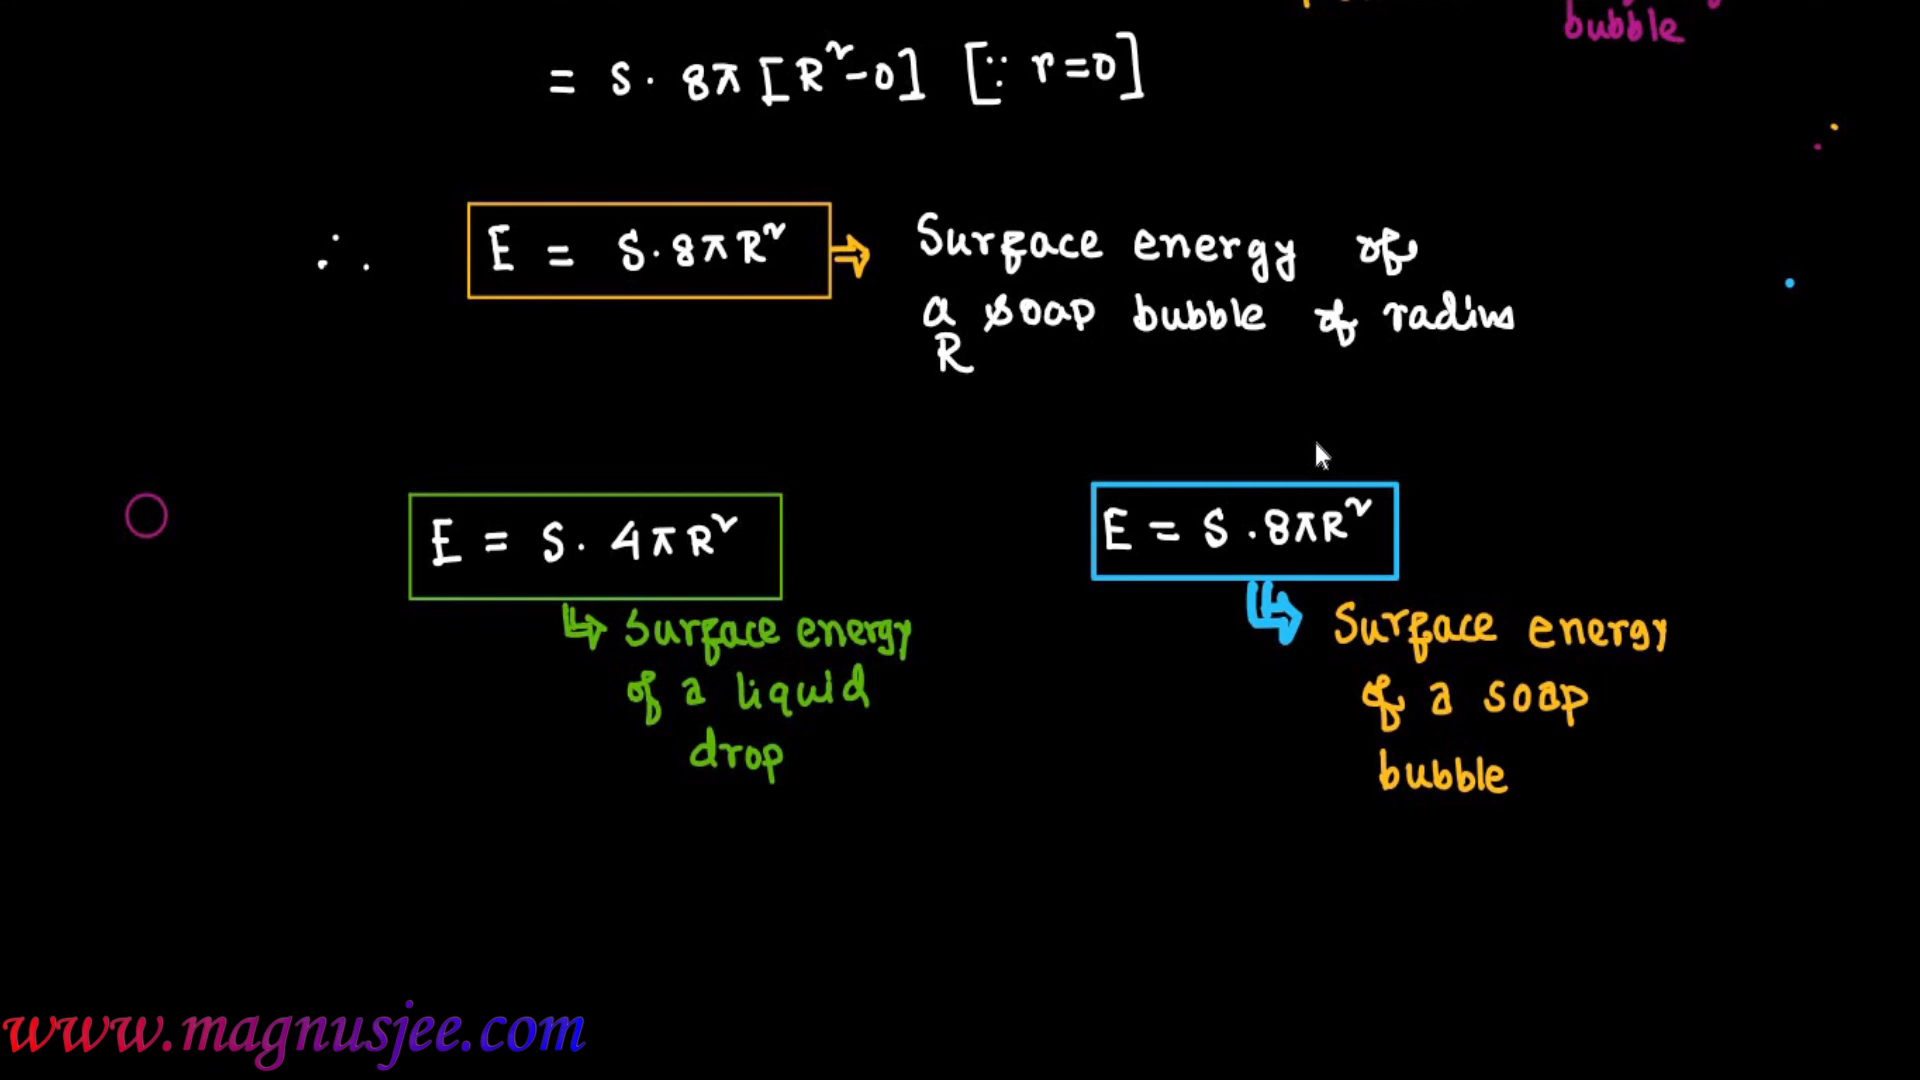 bubble
= S. 8π [R²-0] [∵ r=0]
∴ E = S.8πR² ⇒ Surface energy of
a soap bubble of radius
R
E = S. 4πR²
E = S.8πR²
↳ Surface energy
of a liquid
drop
↳ Surface energy
of a soap
bubble
www.magnusjee.com